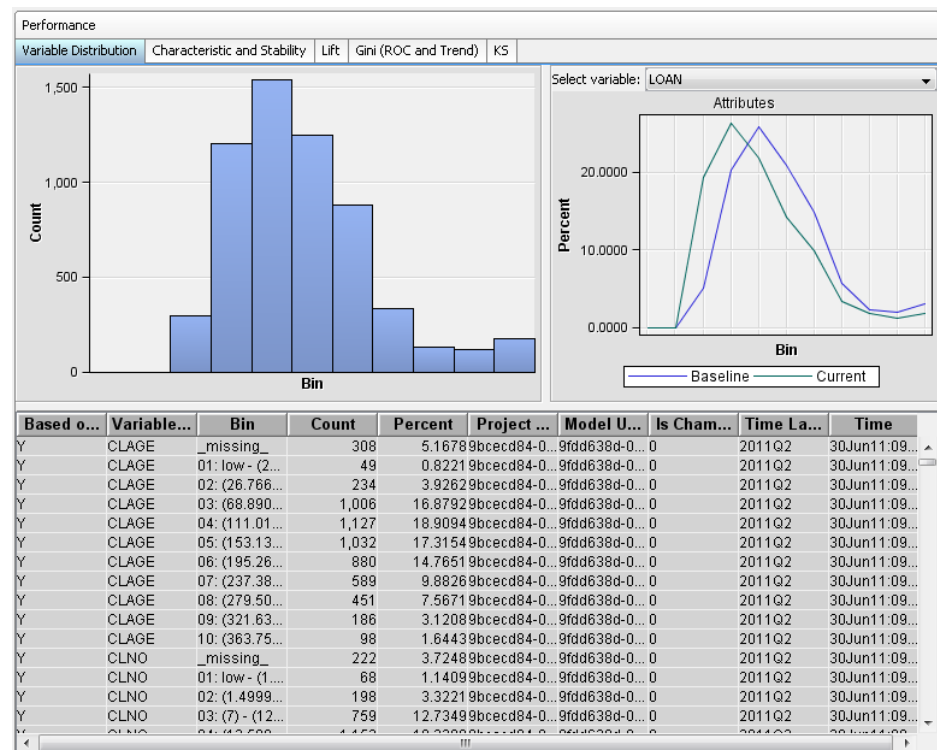 Performance
Variable Distribution Characteristic and Stability Lift Gini (ROC and Trend) KS
1,500
1,000
500
0
Count
Bin
Select variable: LOAN
Attributes
20.0000
10.0000
0.0000
Percent
Bin
Baseline Current
Based o... Variable... Bin Count Percent Project ... Model U... Is Cham... Time La... Time
Y CLAGE _missing_ 308 5.1678 9bcecd84-0... 9fdd638d-0... 0 2011Q2 30Jun11:09...
Y CLAGE 01: low - (2... 49 0.8221 9bcecd84-0... 9fdd638d-0... 0 2011Q2 30Jun11:09...
Y CLAGE 02: (26.766... 234 3.9262 9bcecd84-0... 9fdd638d-0... 0 2011Q2 30Jun11:09...
Y CLAGE 03: (68.890... 1,006 16.8792 9bcecd84-0... 9fdd638d-0... 0 2011Q2 30Jun11:09...
Y CLAGE 04: (111.01... 1,127 18.9094 9bcecd84-0... 9fdd638d-0... 0 2011Q2 30Jun11:09...
Y CLAGE 05: (153.13... 1,032 17.3154 9bcecd84-0... 9fdd638d-0... 0 2011Q2 30Jun11:09...
Y CLAGE 06: (195.26... 880 14.7651 9bcecd84-0... 9fdd638d-0... 0 2011Q2 30Jun11:09...
Y CLAGE 07: (237.38... 589 9.8826 9bcecd84-0... 9fdd638d-0... 0 2011Q2 30Jun11:09...
Y CLAGE 08: (279.50... 451 7.5671 9bcecd84-0... 9fdd638d-0... 0 2011Q2 30Jun11:09...
Y CLAGE 09: (321.63... 186 3.1208 9bcecd84-0... 9fdd638d-0... 0 2011Q2 30Jun11:09...
Y CLAGE 10: (363.75... 98 1.6443 9bcecd84-0... 9fdd638d-0... 0 2011Q2 30Jun11:09...
Y CLNO _missing_ 222 3.7248 9bcecd84-0... 9fdd638d-0... 0 2011Q2 30Jun11:09...
Y CLNO 01: low - (1.... 68 1.1409 9bcecd84-0... 9fdd638d-0... 0 2011Q2 30Jun11:09...
Y CLNO 02: (1.4999... 198 3.3221 9bcecd84-0... 9fdd638d-0... 0 2011Q2 30Jun11:09...
Y CLNO 03: (7) - (12... 759 12.7349 9bcecd84-0... 9fdd638d-0... 0 2011Q2 30Jun11:09...